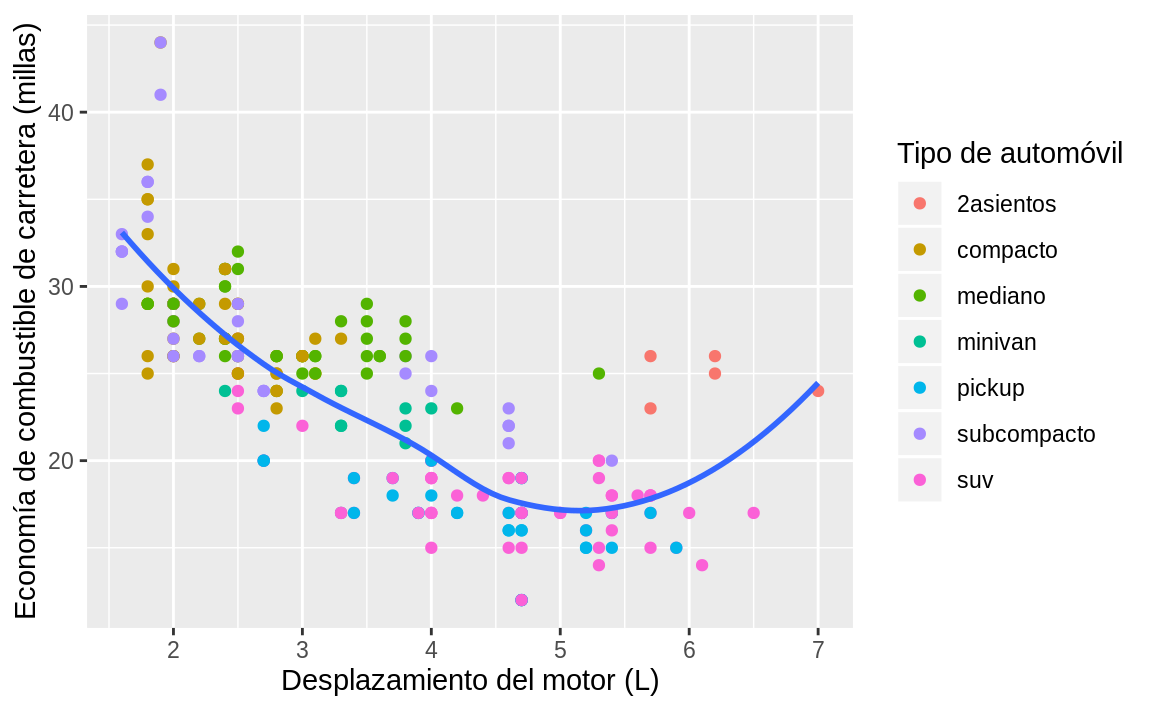 Economía de combustible de carretera (millas)
40
30
20
2 3 4 5 6 7
Desplazamiento del motor (L)
Tipo de automóvil
2asientos
compacto
mediano
minivan
pickup
subcompacto
suv